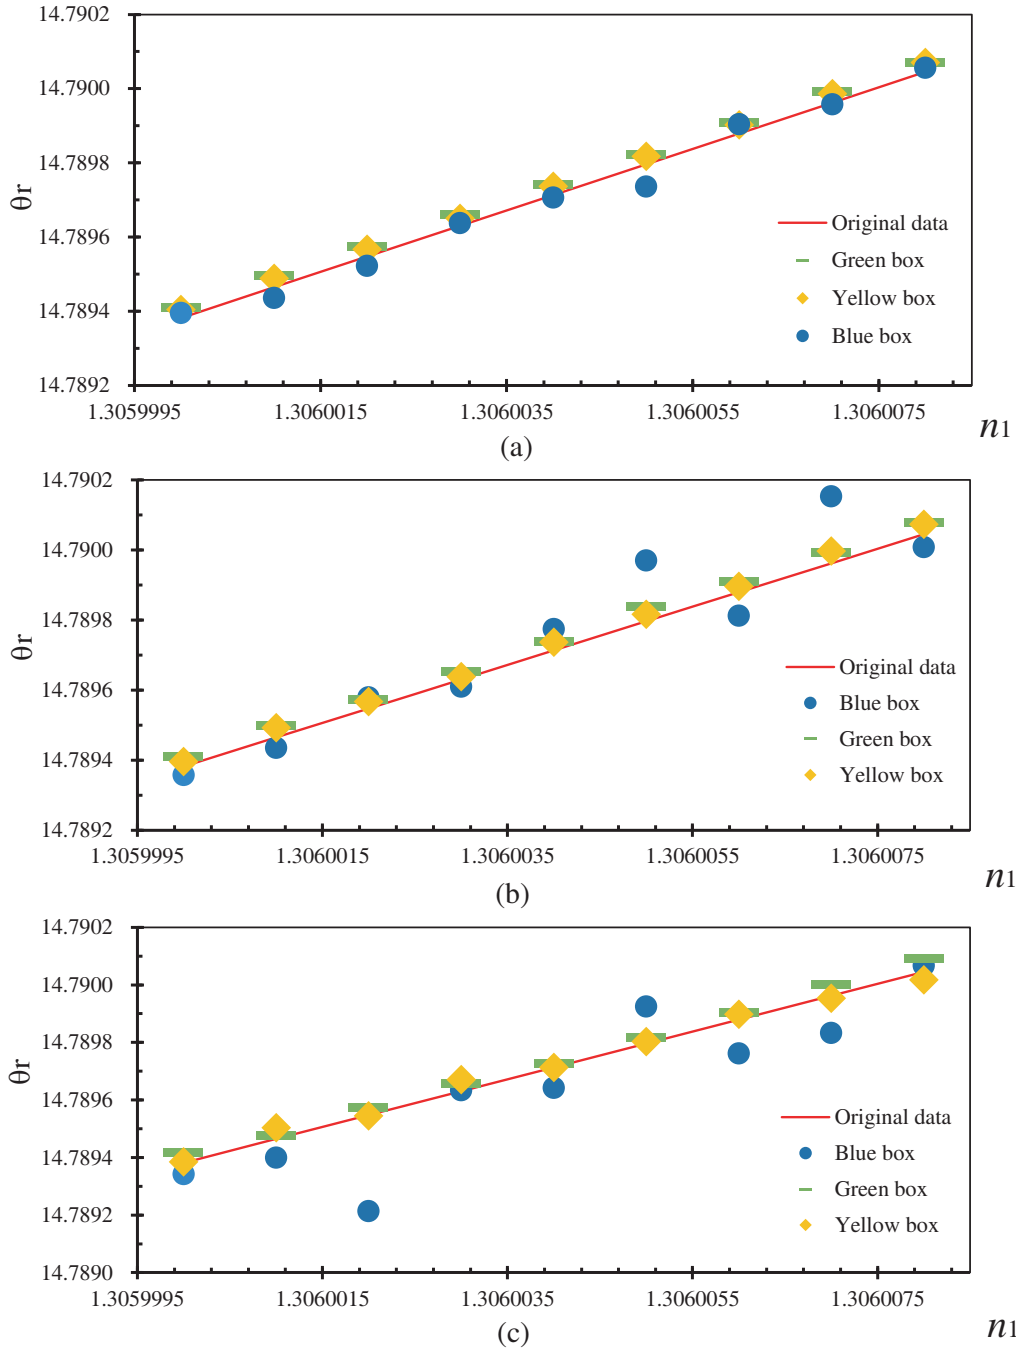 14.7902
14.7900
14.7898
14.7896
14.7894
14.7892
θr
Original data
Green box
Yellow box
Blue box
1.3059995 1.3060015 1.3060035 1.3060055 1.3060075
n1
(a)
14.7902
14.7900
14.7898
14.7896
14.7894
14.7892
θr
Original data
Blue box
Green box
Yellow box
1.3059995 1.3060015 1.3060035 1.3060055 1.3060075
n1
(b)
14.7902
14.7900
14.7898
14.7896
14.7894
14.7892
14.7890
θr
Original data
Blue box
Green box
Yellow box
1.3059995 1.3060015 1.3060035 1.3060055 1.3060075
n1
(c)